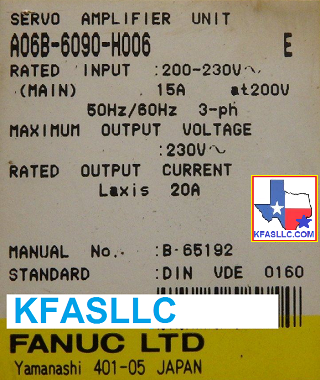 SERVO AMPLIFIER UNIT
A06B-6090-H006 E
RATED INPUT :200-230V~
(MAIN) 15A at200V
50Hz/60Hz 3-ph
MAXIMUM OUTPUT VOLTAGE
:230V~
RATED OUTPUT CURRENT
Laxis 20A
KFASLLC.COM
MANUAL No. :B-65192
STANDARD :DIN VDE 0160
KFASLLC
FANUC LTD
Yamanashi 401-05 JAPAN